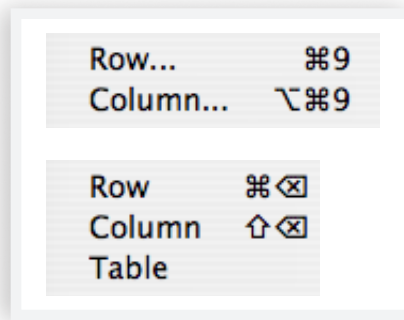 Row... ⌘9
Column... ⌥⌘9
Row ⌘⌫
Column ⇧⌫
Table